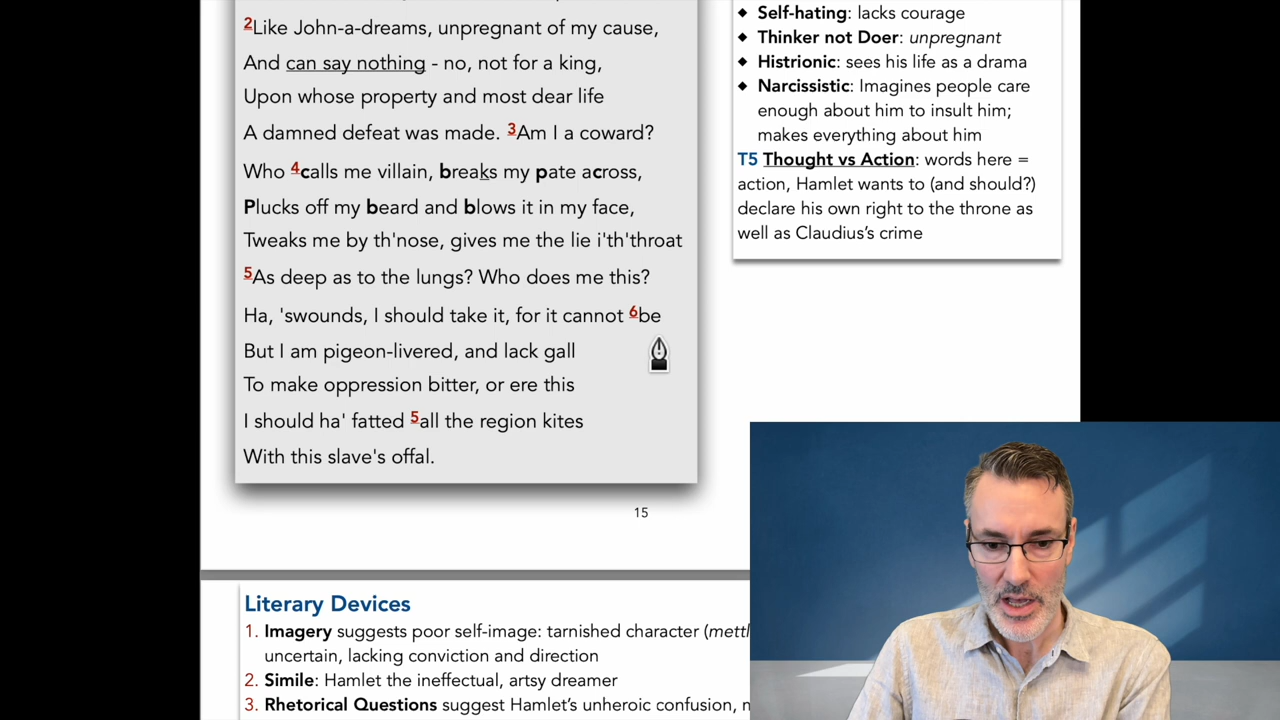 2Like John-a-dreams, unpregnant of my cause,
And can say nothing - no, not for a king,
Upon whose property and most dear life
A damned defeat was made. 3Am I a coward?
Who 4calls me villain, breaks my pate across,
Plucks off my beard and blows it in my face,
Tweaks me by th'nose, gives me the lie i'th'throat
5As deep as to the lungs? Who does me this?
Ha, 'swounds, I should take it, for it cannot 6be
But I am pigeon-livered, and lack gall
To make oppression bitter, or ere this
I should ha' fatted 5all the region kites
With this slave's offal.
15
◆ Self-hating: lacks courage
◆ Thinker not Doer: unpregnant
◆ Histrionic: sees his life as a drama
◆ Narcissistic: Imagines people care
enough about him to insult him;
makes everything about him
T5 Thought vs Action: words here =
action, Hamlet wants to (and should?)
declare his own right to the throne as
well as Claudius's crime
Literary Devices
1. Imagery suggests poor self-image: tarnished character (mettl
uncertain, lacking conviction and direction
2. Simile: Hamlet the ineffectual, artsy dreamer
3. Rhetorical Questions suggest Hamlet's unheroic confusion,